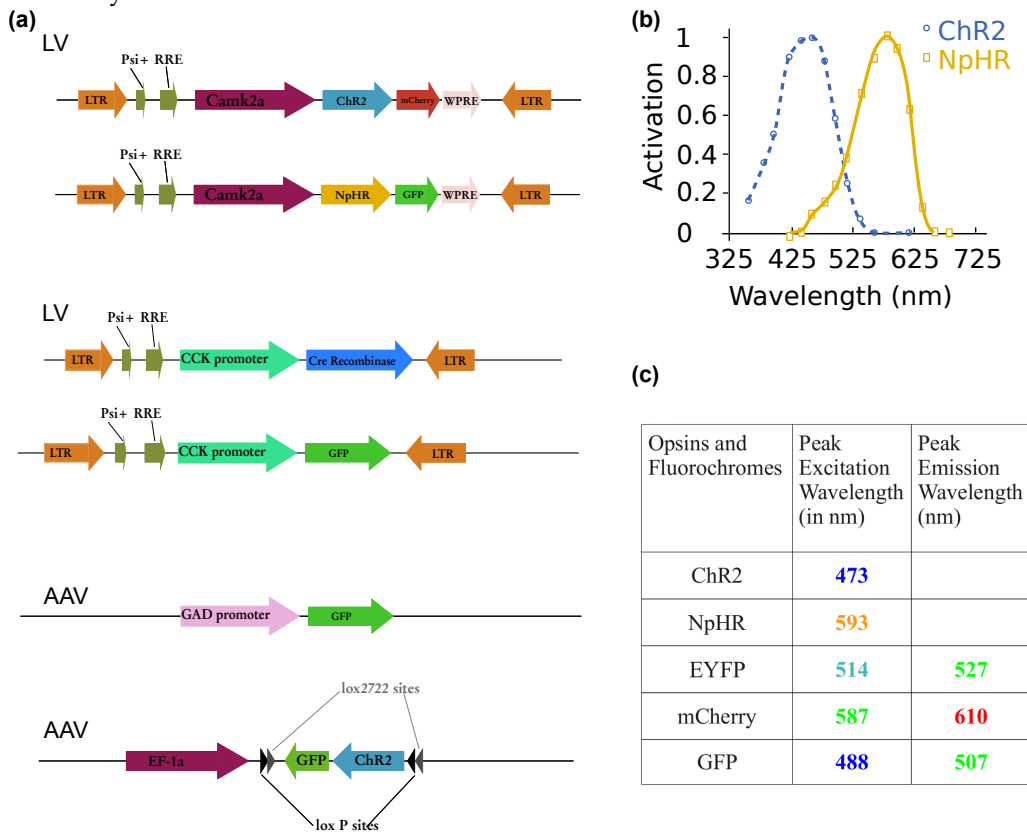 (a)
LV
Psi+ RRE
LTR Camk2a ChR2 mCherry WPRE LTR
Psi+ RRE
LTR Camk2a NpHR GFP WPRE LTR
LV
Psi+ RRE
LTR CCK promoter Cre Recombinase LTR
Psi+ RRE
LTR CCK promoter GFP LTR
AAV
GAD promoter GFP
AAV
lox2722 sites
EF-1a GFP ChR2
lox P sites
(b)
ChR2
NpHR
Activation
1
0.8
0.6
0.4
0.2
0
325 425 525 625 725
Wavelength (nm)
(c)
Opsins and Fluorochromes
Peak Excitation Wavelength (in nm)
Peak Emission Wavelength (nm)
ChR2 473
NpHR 593
EYFP 514 527
mCherry 587 610
GFP 488 507